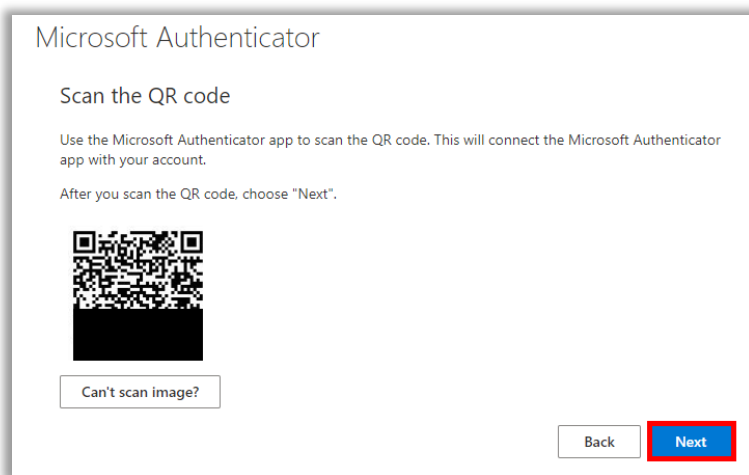 Microsoft Authenticator
Scan the QR code
Use the Microsoft Authenticator app to scan the QR code. This will connect the Microsoft Authenticator
app with your account.
After you scan the QR code, choose "Next".
Can't scan image?
Back Next